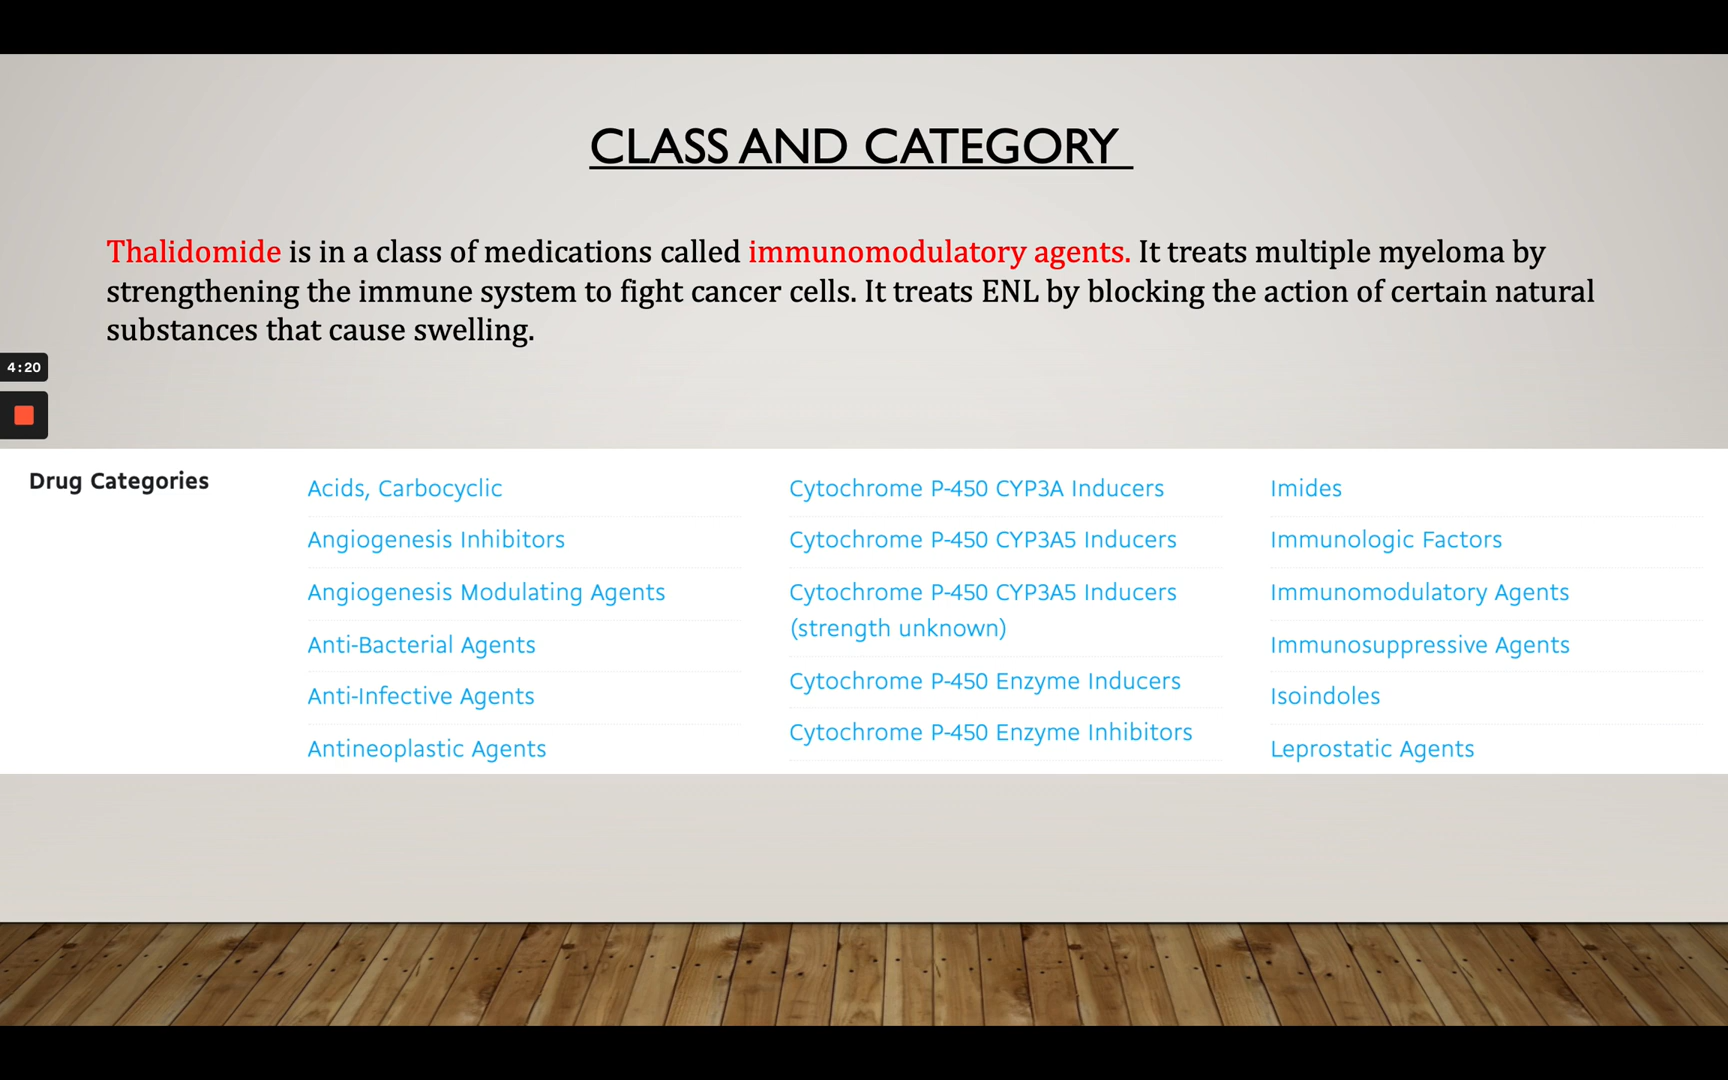 CLASS AND CATEGORY
Thalidomide is in a class of medications called immunomodulatory agents. It treats multiple myeloma by
strengthening the immune system to fight cancer cells. It treats ENL by blocking the action of certain natural
substances that cause swelling.
4:20
Drug Categories
Acids, Carbocyclic
Angiogenesis Inhibitors
Angiogenesis Modulating Agents
Anti-Bacterial Agents
Anti-Infective Agents
Antineoplastic Agents
Cytochrome P-450 CYP3A Inducers
Cytochrome P-450 CYP3A5 Inducers
Cytochrome P-450 CYP3A5 Inducers
(strength unknown)
Cytochrome P-450 Enzyme Inducers
Cytochrome P-450 Enzyme Inhibitors
Imides
Immunologic Factors
Immunomodulatory Agents
Immunosuppressive Agents
Isoindoles
Leprostatic Agents